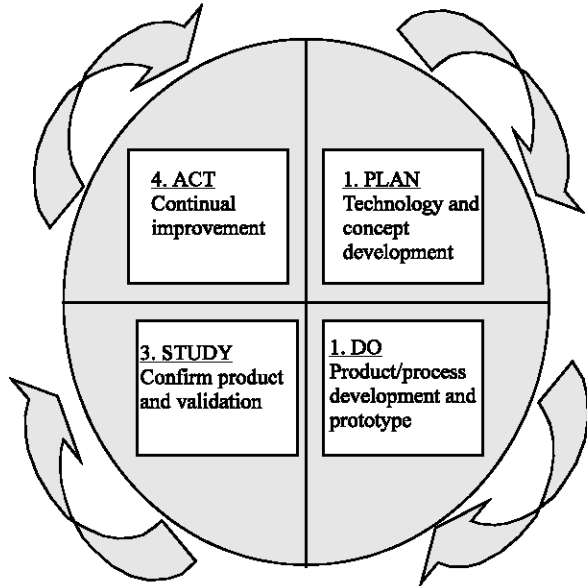 4. ACT
Continual
improvement
1. PLAN
Technology and
concept
development
3. STUDY
Confirm product
and validation
1. DO
Product/process
development and
prototype